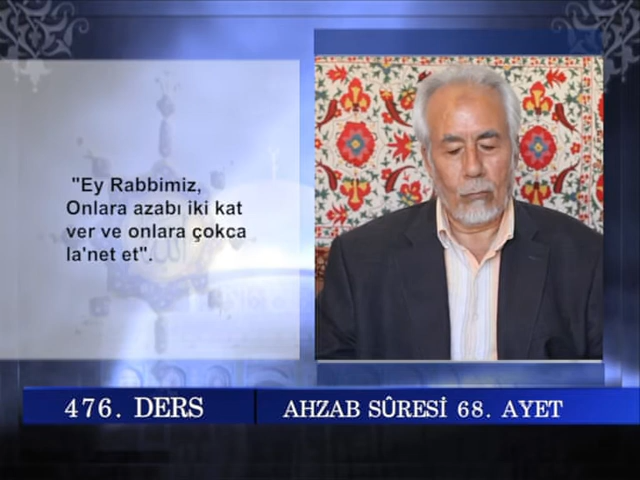 "Ey Rabbimiz,
Onlara azabı iki kat
ver ve onlara çokca
la'net et".
476. DERS
AHZAB SÛRESİ 68. AYET